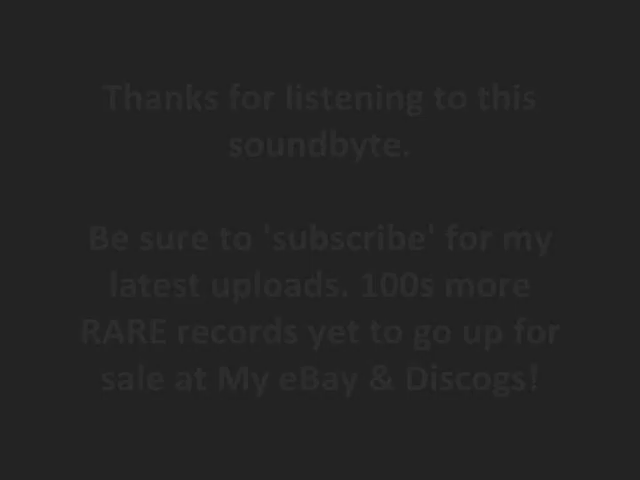 Thanks for listening to this
soundbyte.
Be sure to 'subscribe' for my
latest uploads. 100s more
RARE records yet to go up for
sale at My eBay & Discogs!